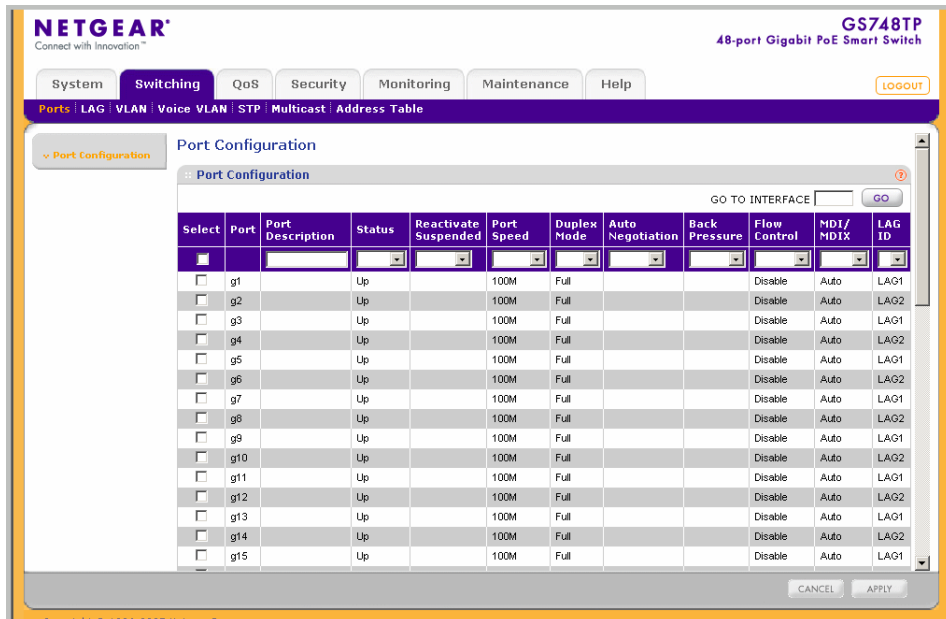 NETGEAR®
Connect with Innovation™
GS748TP
48-port Gigabit PoE Smart Switch
System Switching QoS Security Monitoring Maintenance Help
LOGOUT
Ports LAG VLAN Voice VLAN STP Multicast Address Table
Port Configuration
Port Configuration
Port Configuration
GO TO INTERFACE GO
Select Port Port Description Status Reactivate Suspended Port Speed Duplex Mode Auto Negotiation Back Pressure Flow Control MDI/ MDIX LAG ID
g1 Up 100M Full Disable Auto LAG1
g2 Up 100M Full Disable Auto LAG2
g3 Up 100M Full Disable Auto LAG1
g4 Up 100M Full Disable Auto LAG2
g5 Up 100M Full Disable Auto LAG1
g6 Up 100M Full Disable Auto LAG2
g7 Up 100M Full Disable Auto LAG1
g8 Up 100M Full Disable Auto LAG2
g9 Up 100M Full Disable Auto LAG1
g10 Up 100M Full Disable Auto LAG2
g11 Up 100M Full Disable Auto LAG1
g12 Up 100M Full Disable Auto LAG2
g13 Up 100M Full Disable Auto LAG1
g14 Up 100M Full Disable Auto LAG2
g15 Up 100M Full Disable Auto LAG1
CANCEL APPLY